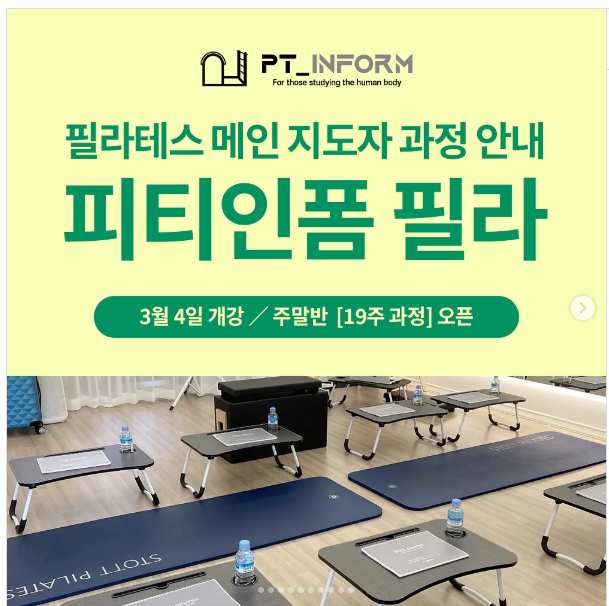 PT_INFORM
For those studying the human body
필라테스 메인 지도자 과정 안내
피티인폼 필라
3월 4일 개강 ／ 주말반 [19주 과정] 오픈
STOTT PILATES